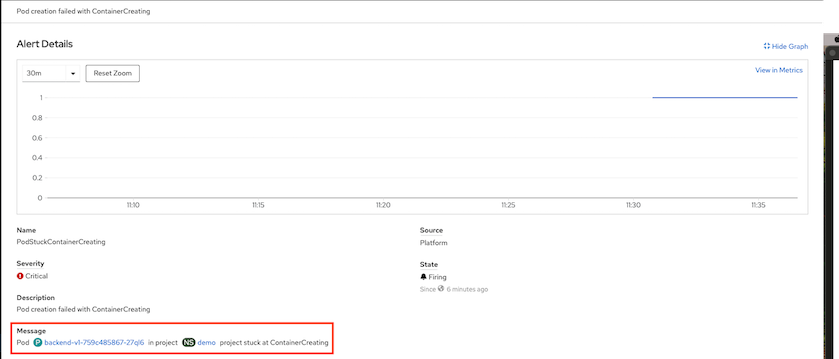 Pod creation failed with ContainerCreating
Alert Details
Hide Graph
30m
Reset Zoom
View in Metrics
1
0.8
0.6
0.4
0.2
0
11:10
11:15
11:20
11:25
11:30
11:35
Name
PodStuckContainerCreating
Source
Platform
Severity
Critical
State
Firing
Since 6 minutes ago
Description
Pod creation failed with ContainerCreating
Message
Pod P backend-v1-759c485867-27ql6 in project NS demo project stuck at ContainerCreating